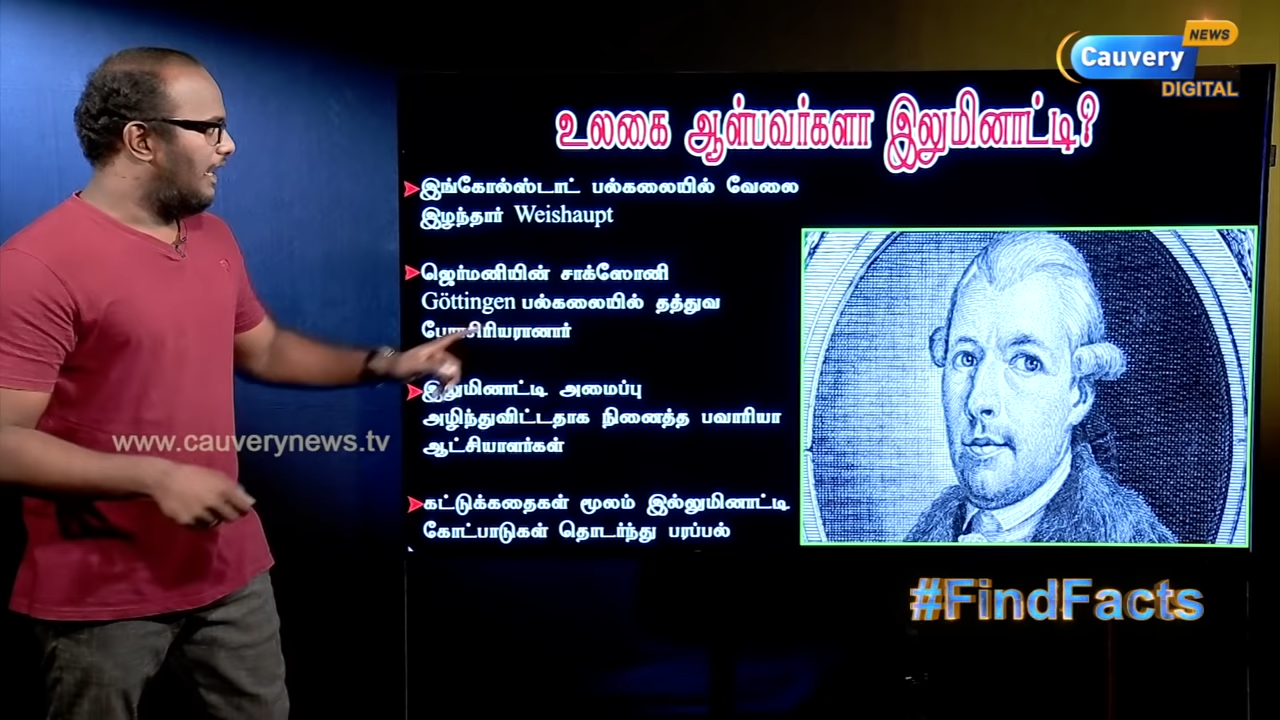 Cauvery NEWS
DIGITAL
உலகை ஆள்பவர்களா இலுமினாட்டி?
இங்கோல்ஸ்டாட் பல்கலையில் வேலை
இழந்தார் Weishaupt
ஜெர்மனியின் சாக்ஸோனி
Göttingen பல்கலையில் தத்துவ
பேராசிரியரானார்
இலுமினாட்டி அமைப்பு
அழிந்துவிட்டதாக நினைத்த பவாரியா
ஆட்சியாளர்கள்
www.cauverynews.tv
கட்டுக்கதைகள் மூலம் இல்லுமினாட்டி
கோட்பாடுகள் தொடர்ந்து பரப்பல்
#FindFacts